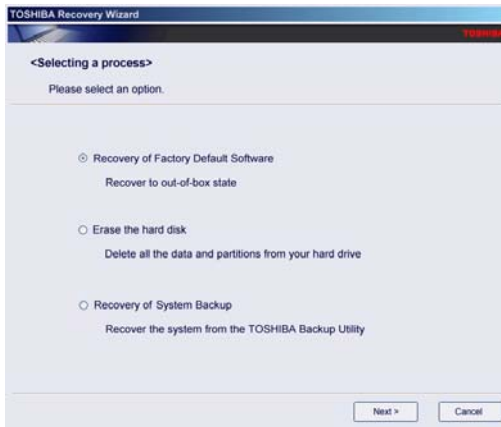 TOSHIBA Recovery Wizard
TOSHIBA
<Selecting a process>
Please select an option.
Recovery of Factory Default Software
Recover to out-of-box state
Erase the hard disk
Delete all the data and partitions from your hard drive
Recovery of System Backup
Recover the system from the TOSHIBA Backup Utility
Next >
Cancel